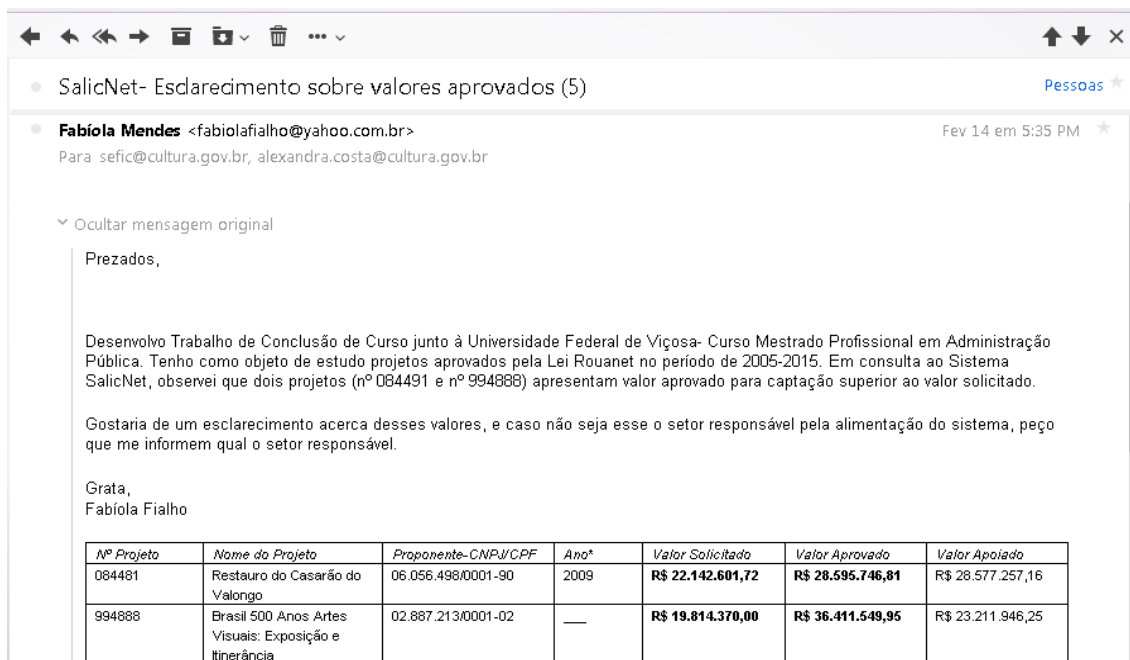 SalicNet- Esclarecimento sobre valores aprovados (5)
Pessoas
Fabíola Mendes <fabiolafialho@yahoo.com.br>
Fev 14 em 5:35 PM
Para sefic@cultura.gov.br, alexandra.costa@cultura.gov.br
Ocultar mensagem original
Prezados,
Desenvolvo Trabalho de Conclusão de Curso junto à Universidade Federal de Viçosa- Curso Mestrado Profissional em Administração
Pública. Tenho como objeto de estudo projetos aprovados pela Lei Rouanet no período de 2005-2015. Em consulta ao Sistema
SalicNet, observei que dois projetos (nº 084491 e nº 994888) apresentam valor aprovado para captação superior ao valor solicitado.
Gostaria de um esclarecimento acerca desses valores, e caso não seja esse o setor responsável pela alimentação do sistema, peço
que me informem qual o setor responsável.
Grata,
Fabíola Fialho
Nº Projeto Nome do Projeto Proponente-CNPJ/CPF Ano* Valor Solicitado Valor Aprovado Valor Apoiado
084481 Restauro do Casarão do 06.056.498/0001-90 2009 R$ 22.142.601,72 R$ 28.595.746,81 R$ 28.577.257,16
Valongo
994888 Brasil 500 Anos Artes 02.887.213/0001-02 ___ R$ 19.814.370,00 R$ 36.411.549,95 R$ 23.211.946,25
Visuais: Exposição e
Itinerância